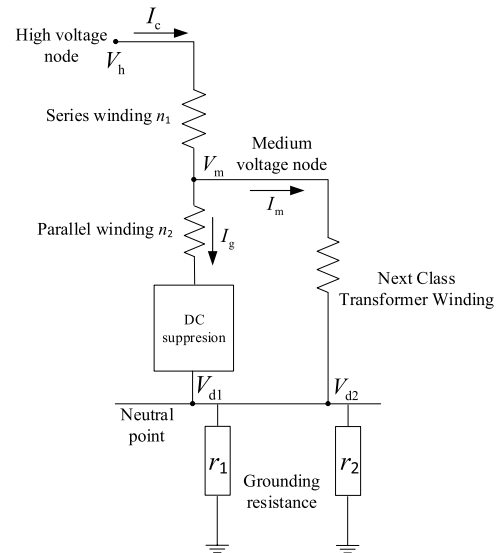 High voltage
node
I_c
V_h
Series winding n_1
Medium
voltage node
V_m
I_m
Parallel winding n_2
I_g
Next Class
Transformer Winding
DC
suppresion
V_d1
V_d2
Neutral
point
r_1
r_2
Grounding
resistance